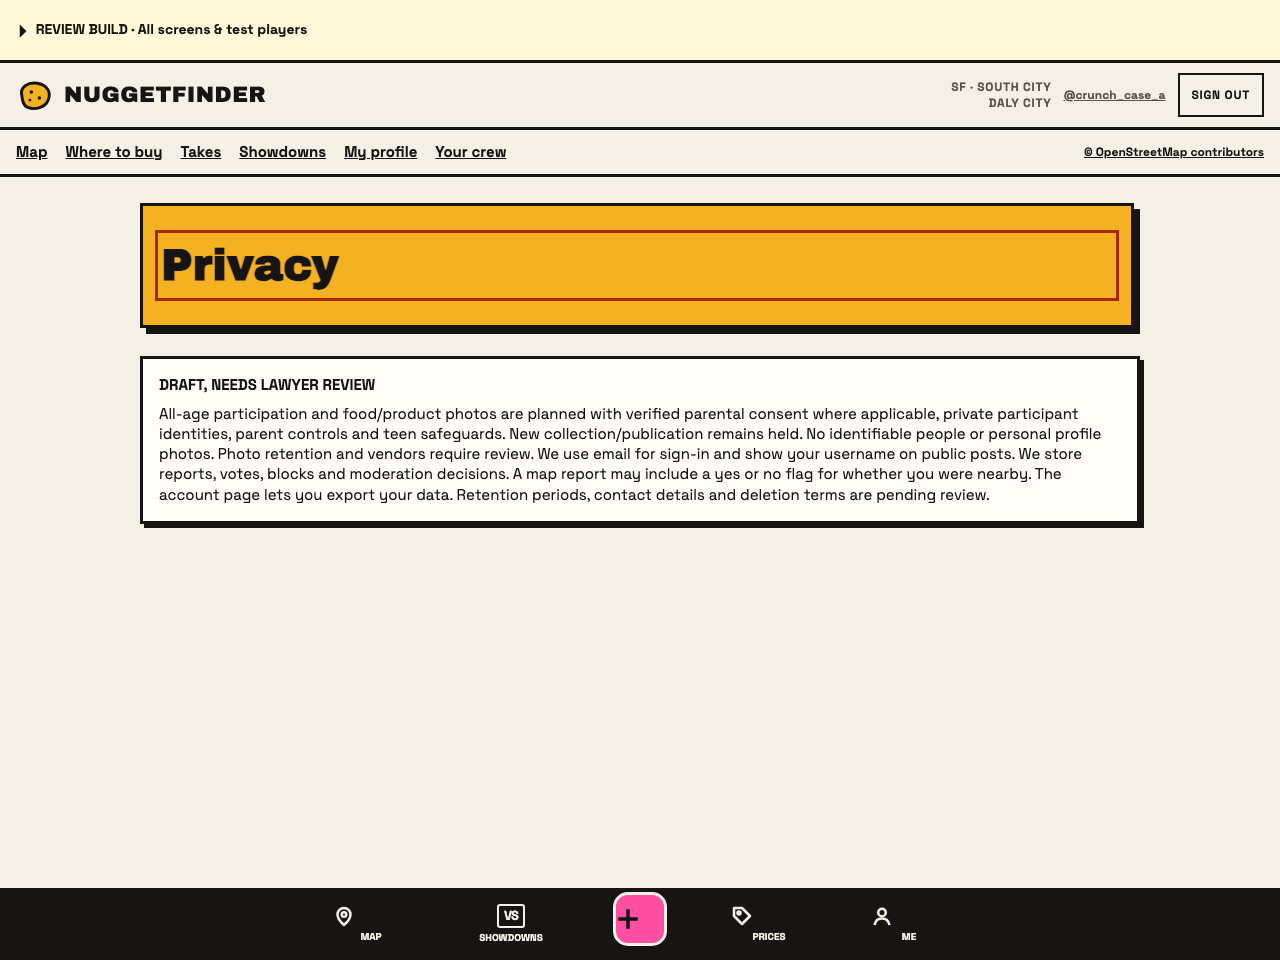 REVIEW BUILD · All screens & test players
NUGGETFINDER
SF · SOUTH CITY
DALY CITY
@crunch_case_a
SIGN OUT
Map Where to buy Takes Showdowns My profile Your crew
© OpenStreetMap contributors
Privacy
DRAFT, NEEDS LAWYER REVIEW
All-age participation and food/product photos are planned with verified parental consent where applicable, private participant
identities, parent controls and teen safeguards. New collection/publication remains held. No identifiable people or personal profile
photos. Photo retention and vendors require review. We use email for sign-in and show your username on public posts. We store
reports, votes, blocks and moderation decisions. A map report may include a yes or no flag for whether you were nearby. The
account page lets you export your data. Retention periods, contact details and deletion terms are pending review.
MAP
VS
SHOWDOWNS
+
PRICES
ME